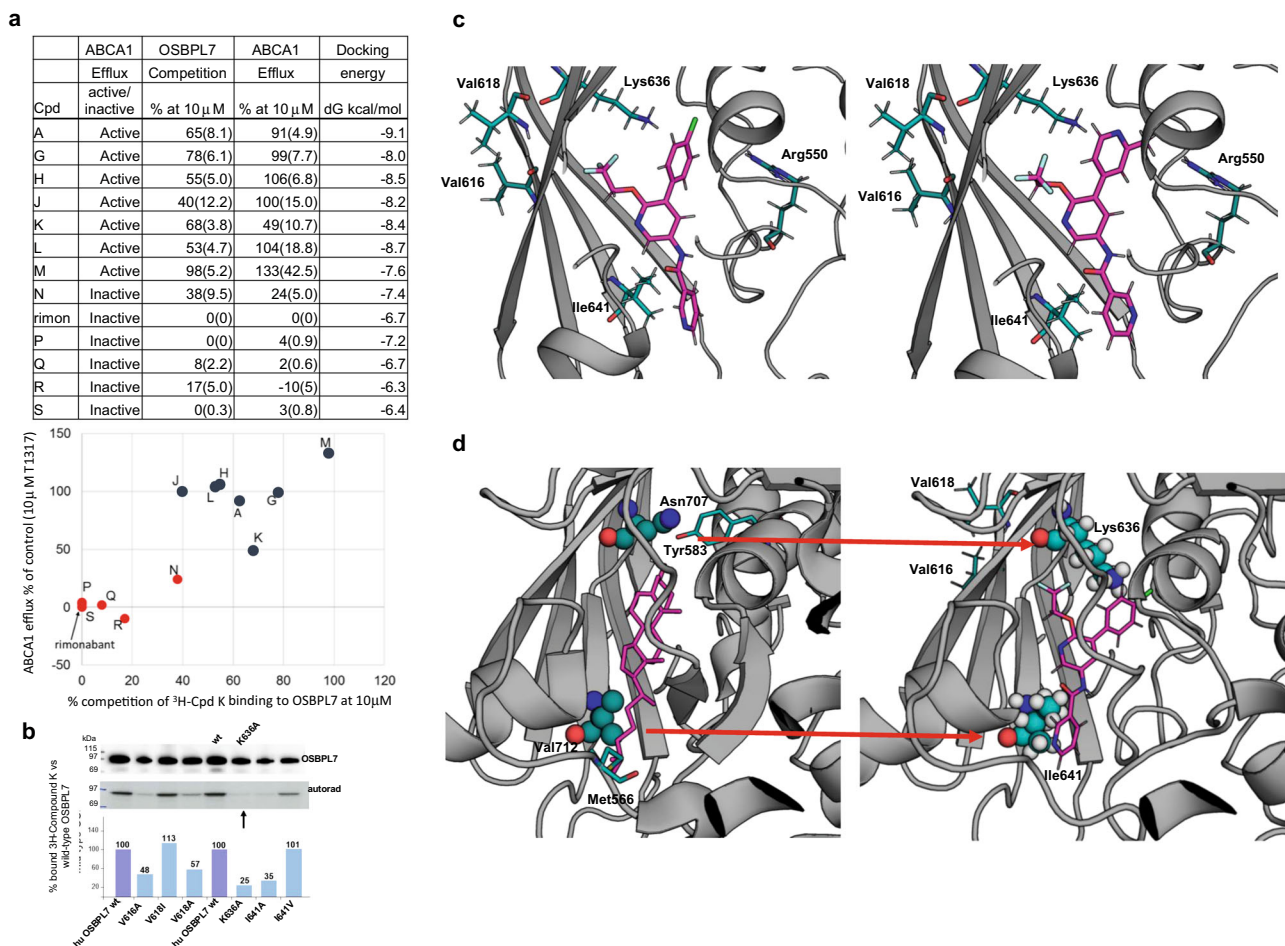 a
ABCA1 OSBPL7 ABCA1 Docking
Efflux Competition Efflux energy
Cpd active/ inactive % at 10 μM % at 10 μM dG kcal/mol
A Active 65(8.1) 91(4.9) -9.1
G Active 78(6.1) 99(7.7) -8.0
H Active 55(5.0) 106(6.8) -8.5
J Active 40(12.2) 100(15.0) -8.2
K Active 68(3.8) 49(10.7) -8.4
L Active 53(4.7) 104(18.8) -8.7
M Active 98(5.2) 133(42.5) -7.6
N Inactive 38(9.5) 24(5.0) -7.4
rimon Inactive 0(0) 0(0) -6.7
P Inactive 0(0) 4(0.9) -7.2
Q Inactive 8(2.2) 2(0.6) -6.7
R Inactive 17(5.0) -10(5) -6.3
S Inactive 0(0.3) 3(0.8) -6.4
ABCA1 efflux % of control (10μ M T1317)
150
100
50
0
-50
M
J
H
L
A
G
K
N
P
Q
S
R
rimonabant
0 20 40 60 80 100 120
% competition of ³H-Cpd K binding to OSBPL7 at 10μM
b
kDa
115
97
69
wt
K636A
OSBPL7
97
69
autorad
% bound 3H-Compound K vs
wild-type OSBPL7
100
60
20
100 48 113 57 100 25 35 101
hu OSBPL7 wt
V616A
V618I
V618A
hu OSBPL7 wt
K636A
I641A
I641V
c
Val618
Lys636
Arg550
Val616
Ile641
Val618
Lys636
Arg550
Val616
Ile641
d
Asn707
Tyr583
Val712
Met566
Val618
Lys636
Val616
Ile641